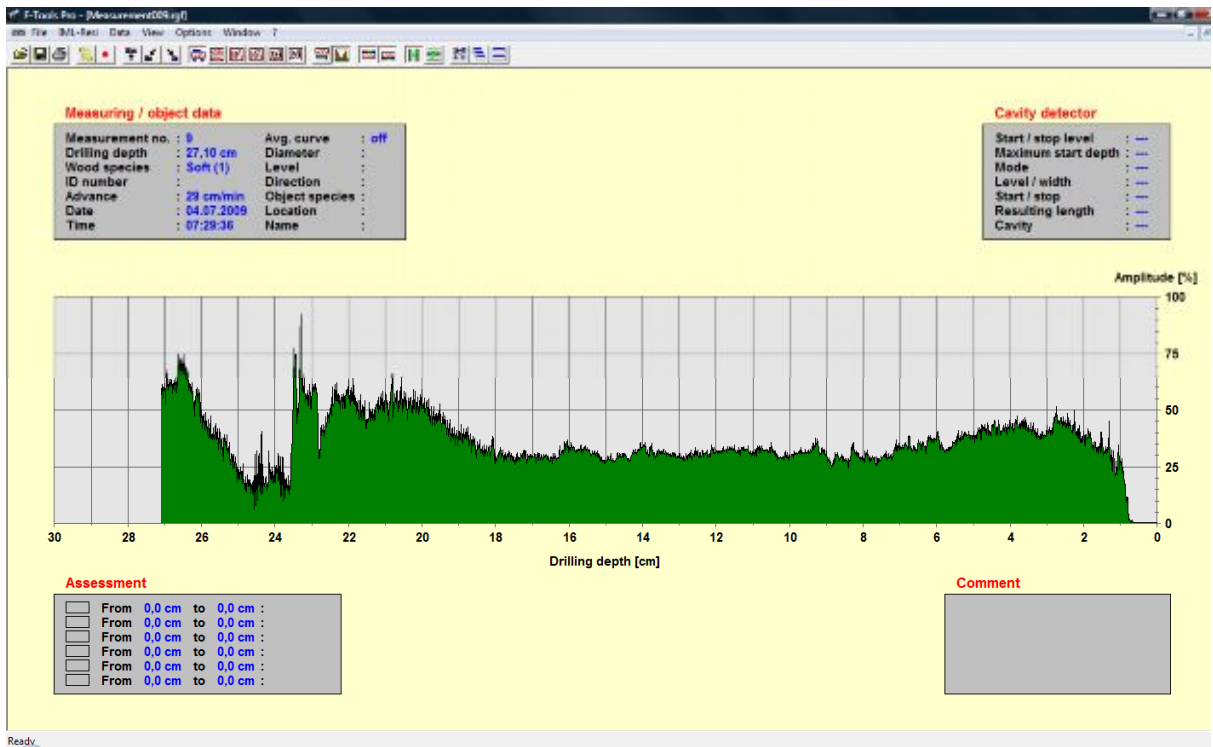 F-Tools Pro - [Measurement009.rgf]
File IML-Resi Data View Options Window ?
Measuring / object data
Measurement no. : 9 Avg. curve : off
Drilling depth : 27,10 cm Diameter :
Wood species : Soft (1) Level :
ID number : Direction :
Advance : 29 cm/min Object species :
Date : 04.07.2009 Location :
Time : 07:29:36 Name :
Cavity detector
Start / stop level : ---
Maximum start depth : ---
Mode : ---
Level / width : ---
Start / stop : ---
Resulting length : ---
Cavity : ---
Amplitude [%]
100
75
50
25
0
30 28 26 24 22 20 18 16 14 12 10 8 6 4 2 0
Drilling depth [cm]
Assessment
From 0,0 cm to 0,0 cm :
From 0,0 cm to 0,0 cm :
From 0,0 cm to 0,0 cm :
From 0,0 cm to 0,0 cm :
From 0,0 cm to 0,0 cm :
From 0,0 cm to 0,0 cm :
Comment
Ready